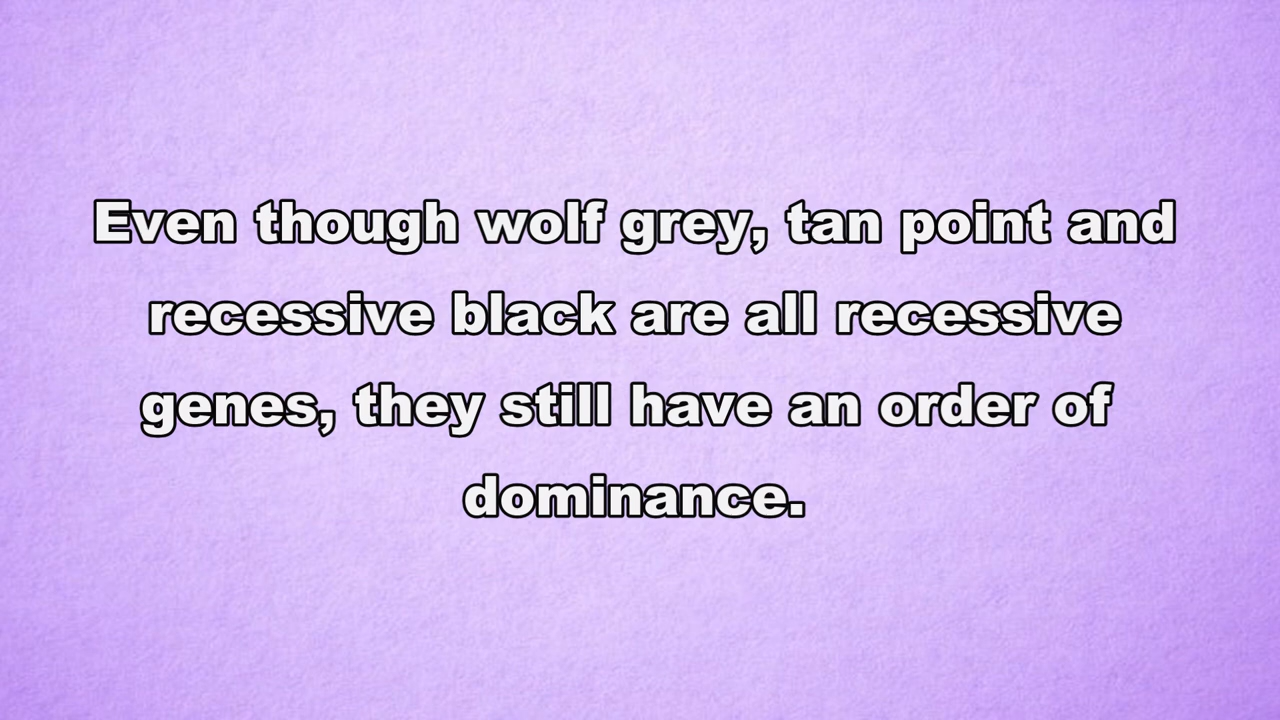 Even though wolf grey, tan point and
recessive black are all recessive
genes, they still have an order of
dominance.